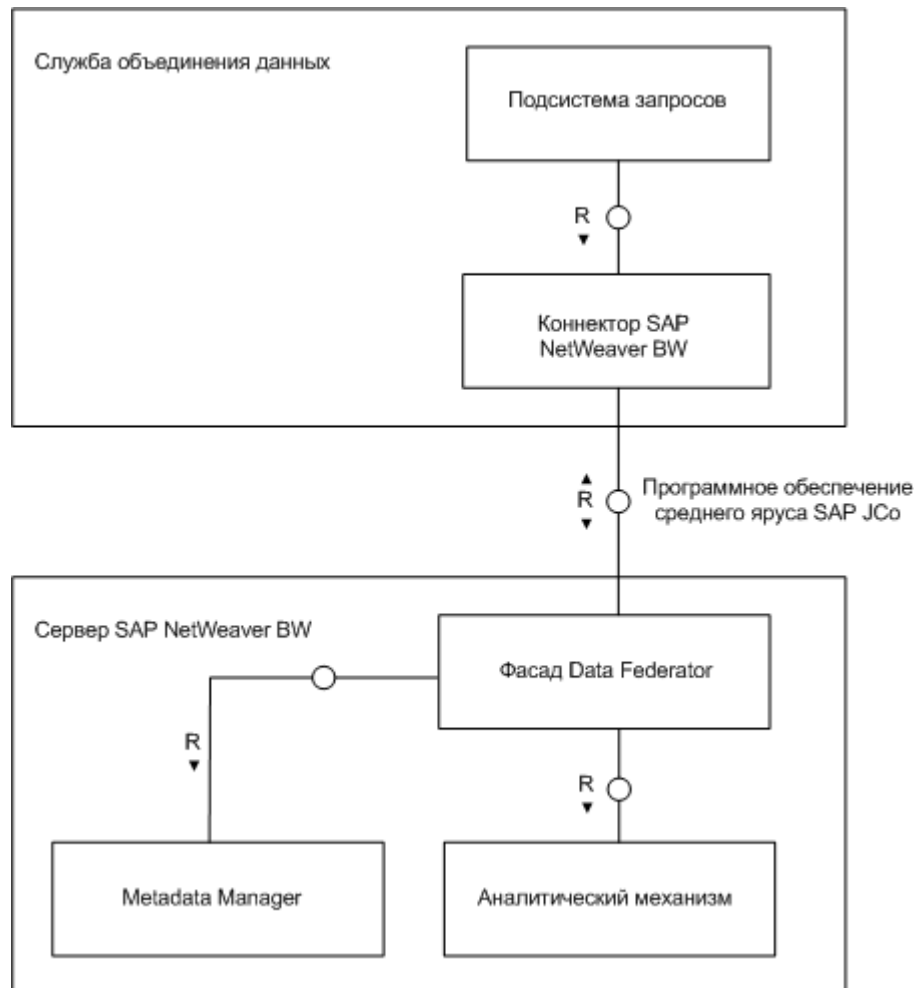 Служба объединения данных
Подсистема запросов
R
▼
Коннектор SAP
NetWeaver BW
▲
R
▼
Программное обеспечение
среднего яруса SAP JCo
Сервер SAP NetWeaver BW
Фасад Data Federator
R
▼
R
▼
Metadata Manager
Аналитический механизм